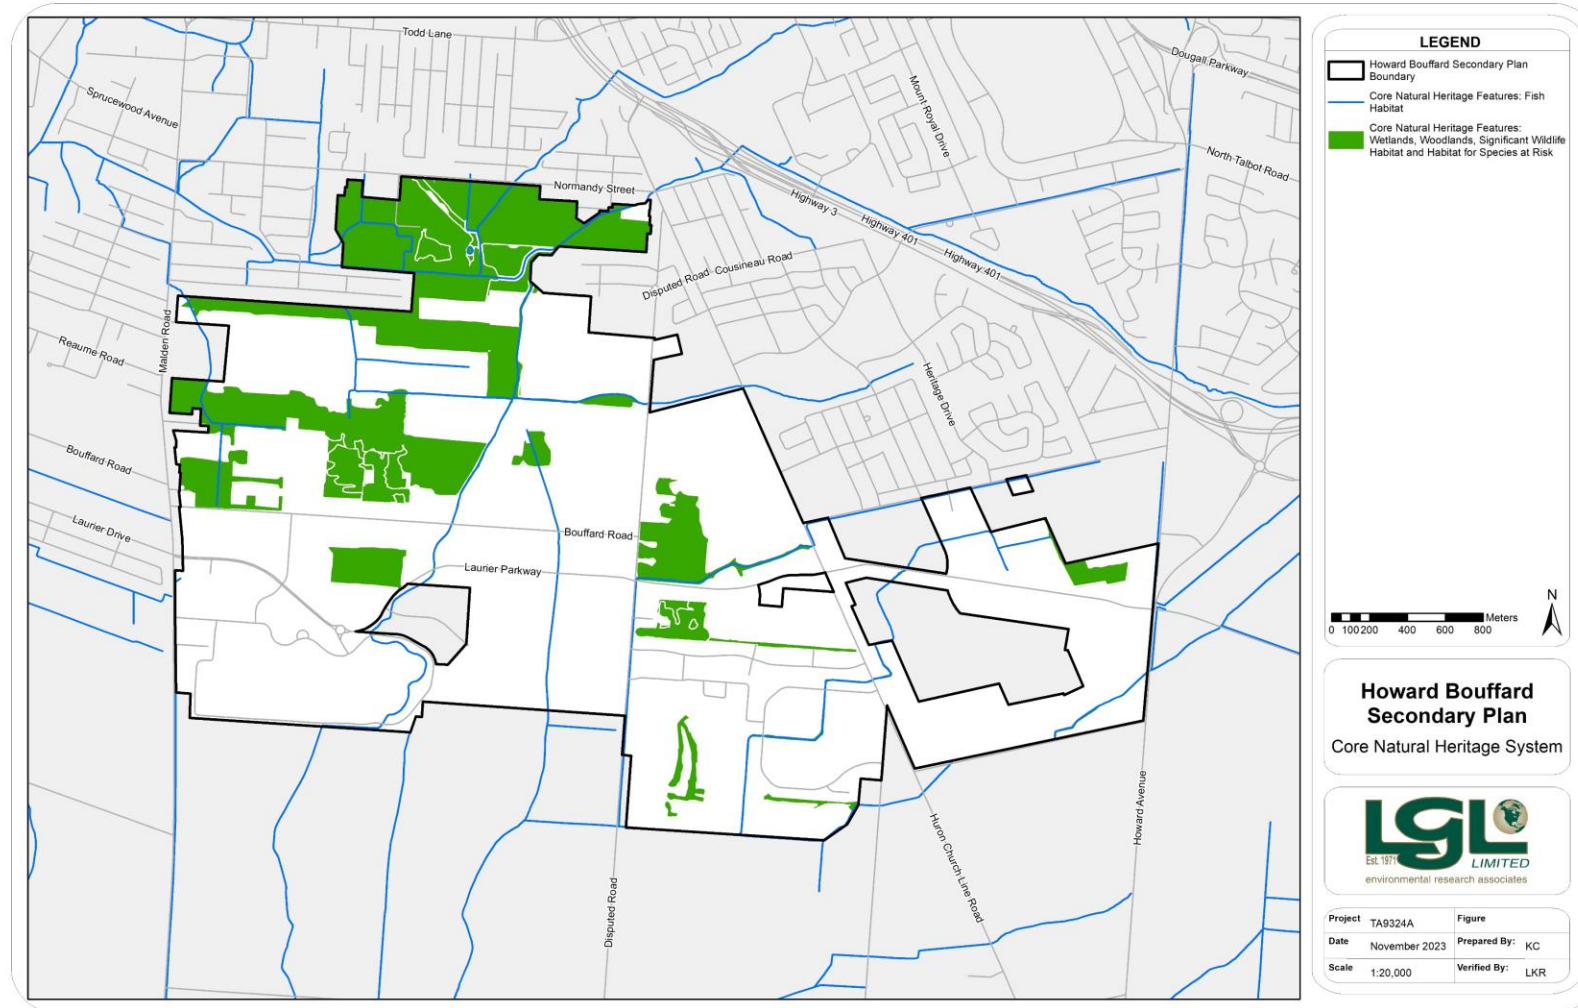 Todd Lane
Dougall Parkway
Sprucewood Avenue
Mount Royal Drive
North Talbot Road
Normandy Street
Highway 3
Highway 401
Highway 401
Disputed Road
Cousineau Road
Malden Road
Reaume Road
Heritage Drive
Bouffard Road
Laurier Drive
Bouffard Road
Laurier Parkway
Howard Avenue
Huron Church Line Road
Disputed Road
LEGEND
Howard Bouffard Secondary Plan
Boundary
Core Natural Heritage Features: Fish
Habitat
Core Natural Heritage Features:
Wetlands, Woodlands, Significant Wildlife
Habitat and Habitat for Species at Risk
N
Meters
0 100 200 400 600 800
Howard Bouffard
Secondary Plan
Core Natural Heritage System
LGL
Est. 1971
LIMITED
environmental research associates
Project TA9324A Figure
Date November 2023 Prepared By: KC
Scale 1:20,000 Verified By: LKR